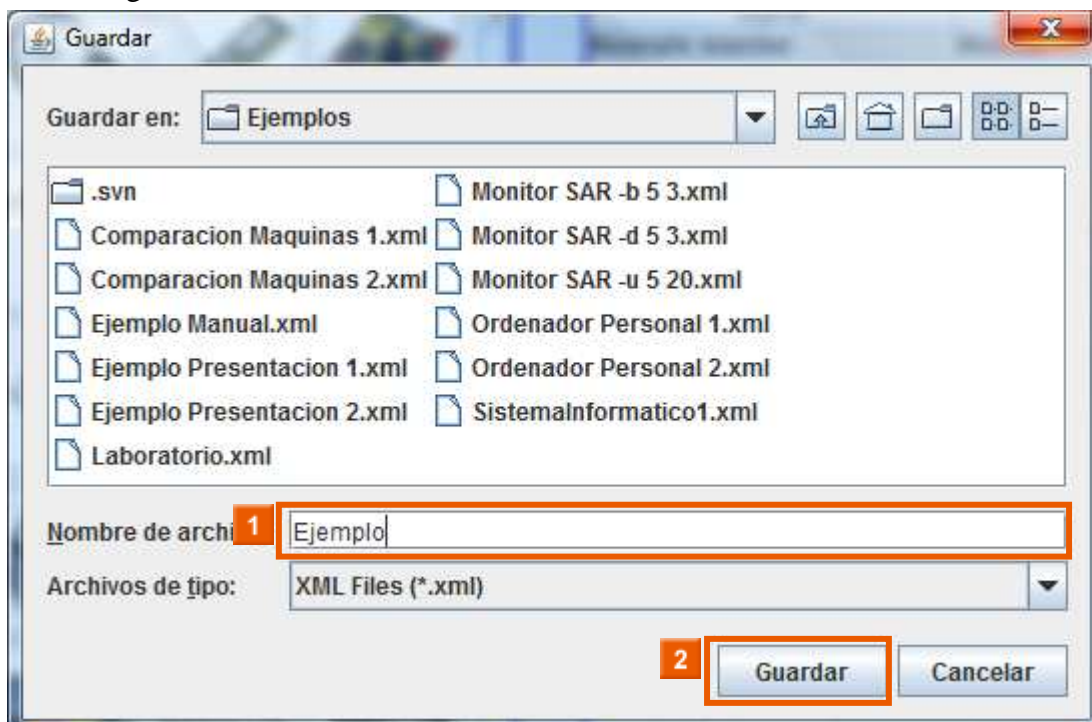 Guardar
Guardar en: Ejemplos
.svn
Comparacion Maquinas 1.xml
Comparacion Maquinas 2.xml
Ejemplo Manual.xml
Ejemplo Presentacion 1.xml
Ejemplo Presentacion 2.xml
Laboratorio.xml
Monitor SAR -b 5 3.xml
Monitor SAR -d 5 3.xml
Monitor SAR -u 5 20.xml
Ordenador Personal 1.xml
Ordenador Personal 2.xml
SistemaInformatico1.xml
Nombre de archi 1 Ejemplo
Archivos de tipo: XML Files (*.xml)
2 Guardar Cancelar